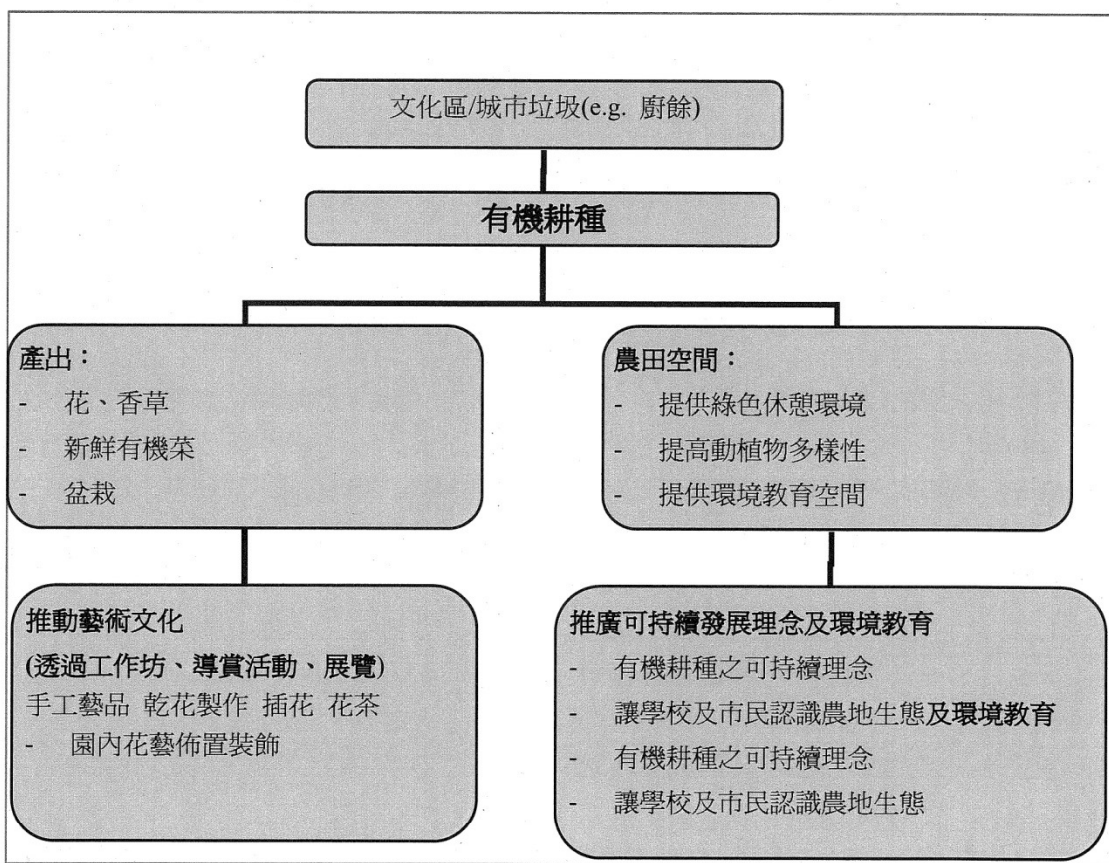 文化區/城市垃圾(e.g. 廚餘)
有機耕種
產出：
- 花、香草
- 新鮮有機菜
- 盆栽
農田空間：
- 提供綠色休憩環境
- 提高動植物多樣性
- 提供環境教育空間
推動藝術文化
(透過工作坊、導賞活動、展覽)
手工藝品 乾花製作 插花 花茶
- 園內花藝佈置裝飾
推廣可持續發展理念及環境教育
- 有機耕種之可持續理念
- 讓學校及市民認識農地生態及環境教育
- 有機耕種之可持續理念
- 讓學校及市民認識農地生態